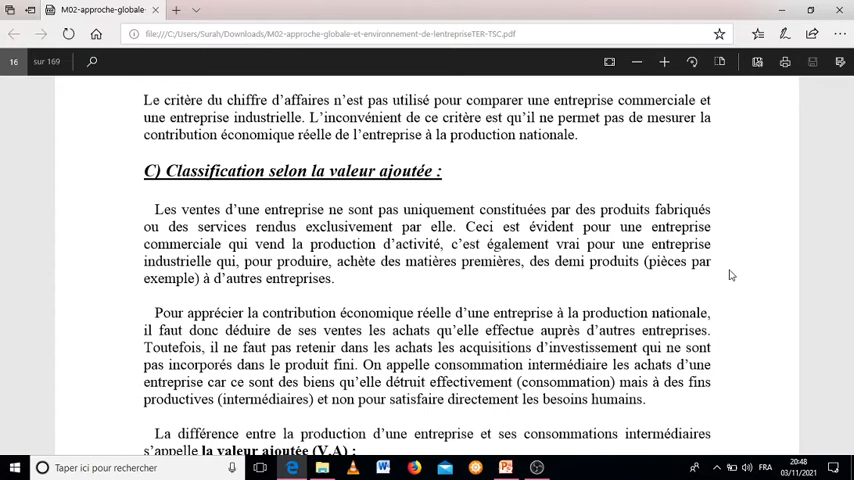 M02-approche-globale-
file:///C:/Users/Surah/Downloads/M02-approche-globale-et-environnement-de-lentrepriseTER-TSC.pdf
16 sur 169
Le critère du chiffre d'affaires n'est pas utilisé pour comparer une entreprise commerciale et
une entreprise industrielle. L'inconvénient de ce critère est qu'il ne permet pas de mesurer la
contribution économique réelle de l'entreprise à la production nationale.
C) Classification selon la valeur ajoutée :
Les ventes d'une entreprise ne sont pas uniquement constituées par des produits fabriqués
ou des services rendus exclusivement par elle. Ceci est évident pour une entreprise
commerciale qui vend la production d'activité, c'est également vrai pour une entreprise
industrielle qui, pour produire, achète des matières premières, des demi produits (pièces par
exemple) à d'autres entreprises.
Pour apprécier la contribution économique réelle d'une entreprise à la production nationale,
il faut donc déduire de ses ventes les achats qu'elle effectue auprès d'autres entreprises.
Toutefois, il ne faut pas retenir dans les achats les acquisitions d'investissement qui ne sont
pas incorporés dans le produit fini. On appelle consommation intermédiaire les achats d'une
entreprise car ce sont des biens qu'elle détruit effectivement (consommation) mais à des fins
productives (intermédiaires) et non pour satisfaire directement les besoins humains.
La différence entre la production d'une entreprise et ses consommations intermédiaires
s'appelle la valeur ajoutée (V.A) :
Taper ici pour rechercher
FRA
20:48
03/11/2021